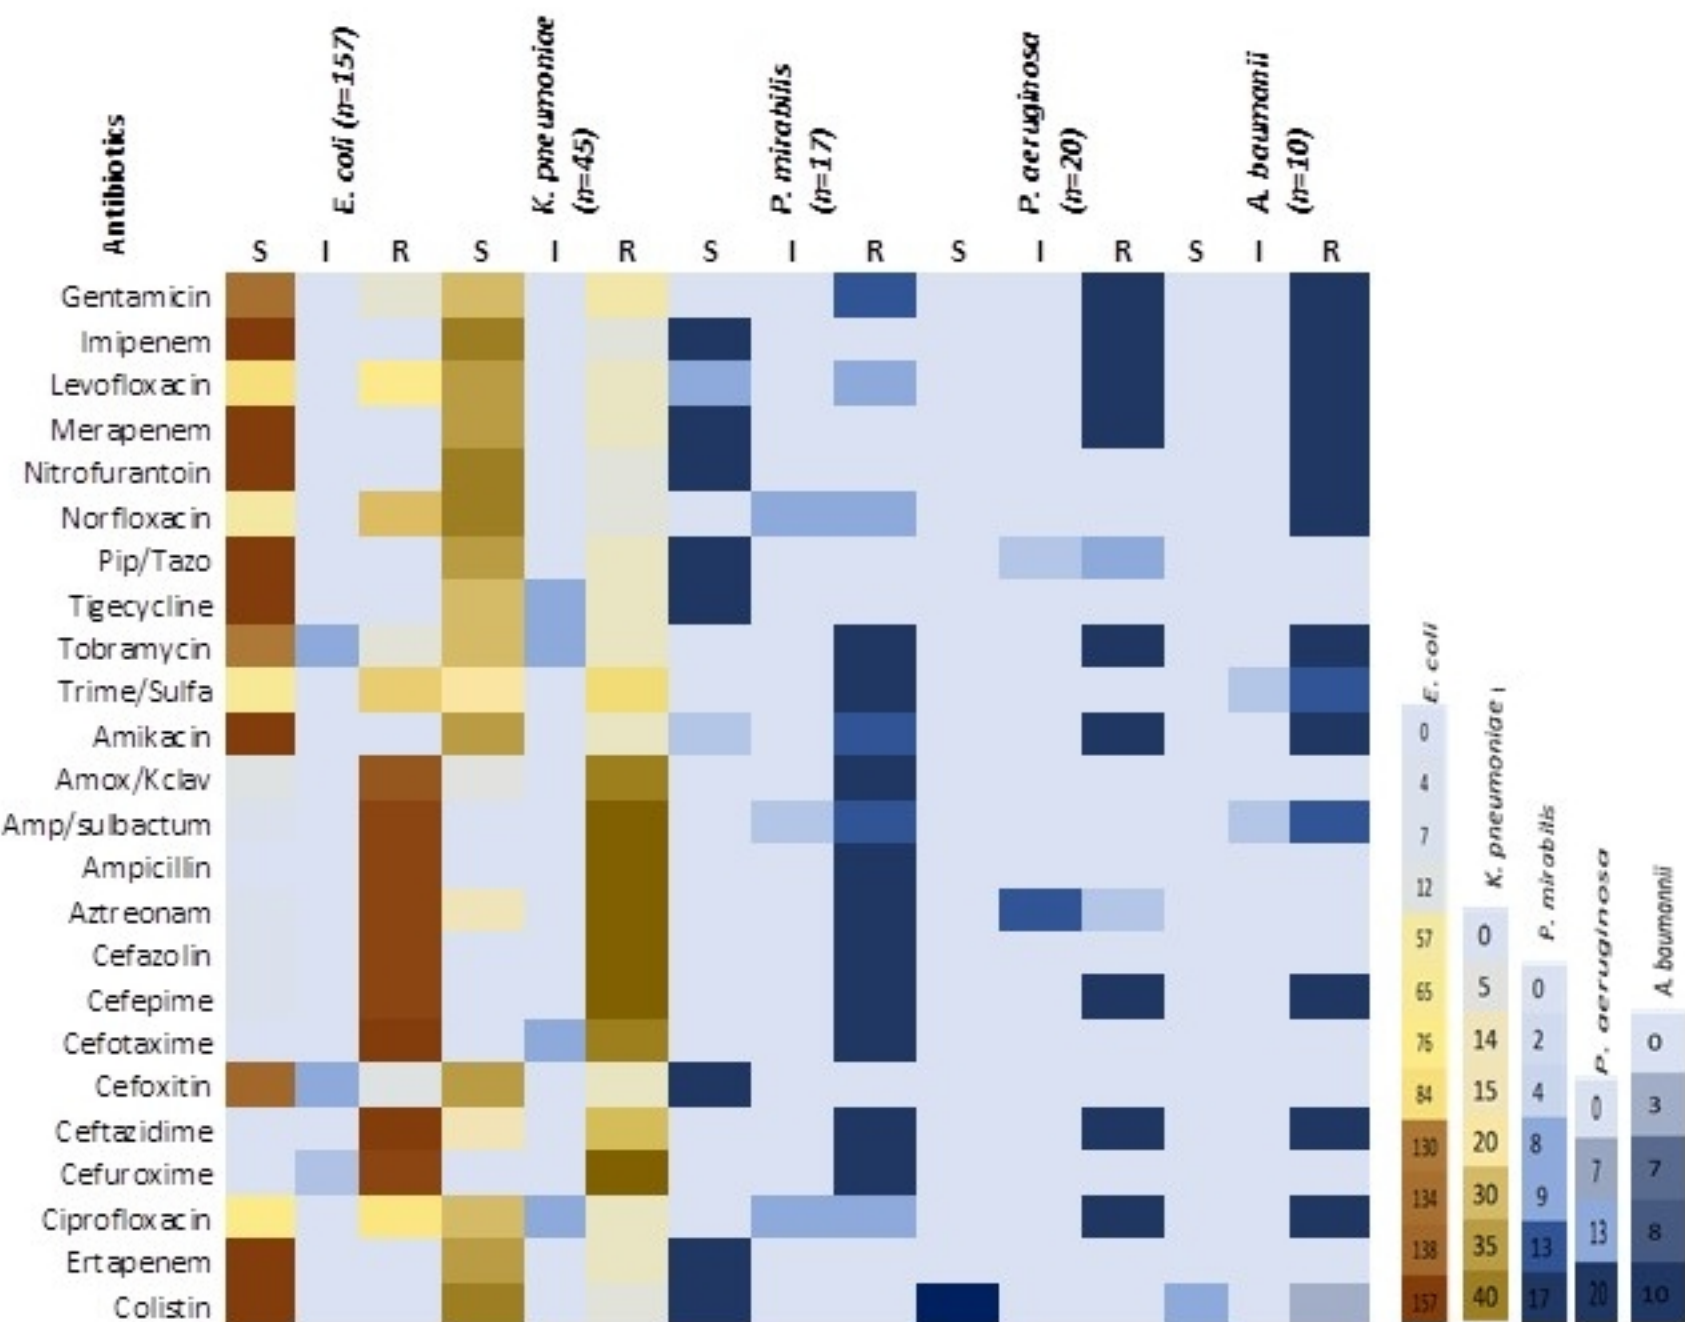 Antibiotics
E. coli (n=157)
K. pneumoniae
(n=45)
P. mirabilis
(n=17)
P. aeruginosa
(n=20)
A. baumanii
(n=10)
S I R S I R S I R S I R S I R
Gentamicin
Imipenem
Levofloxacin
Merapenem
Nitrofurantoin
Norfloxacin
Pip/Tazo
Tigecycline
Tobramycin
Trime/Sulfa
Amikacin
Amox/Kclav
Amp/sulbactum
Ampicillin
Aztreonam
Cefazolin
Cefepime
Cefotaxime
Cefoxitin
Ceftazidime
Cefuroxime
Ciprofloxacin
Ertapenem
Colistin
E. coli
0
4
7
12
57
65
76
84
130
134
138
157
K. pneumoniae
0
5
14
15
20
30
35
40
P. mirabilis
0
2
4
8
9
13
17
P. aeruginosa
0
7
13
20
A. baumannii
0
3
7
8
10